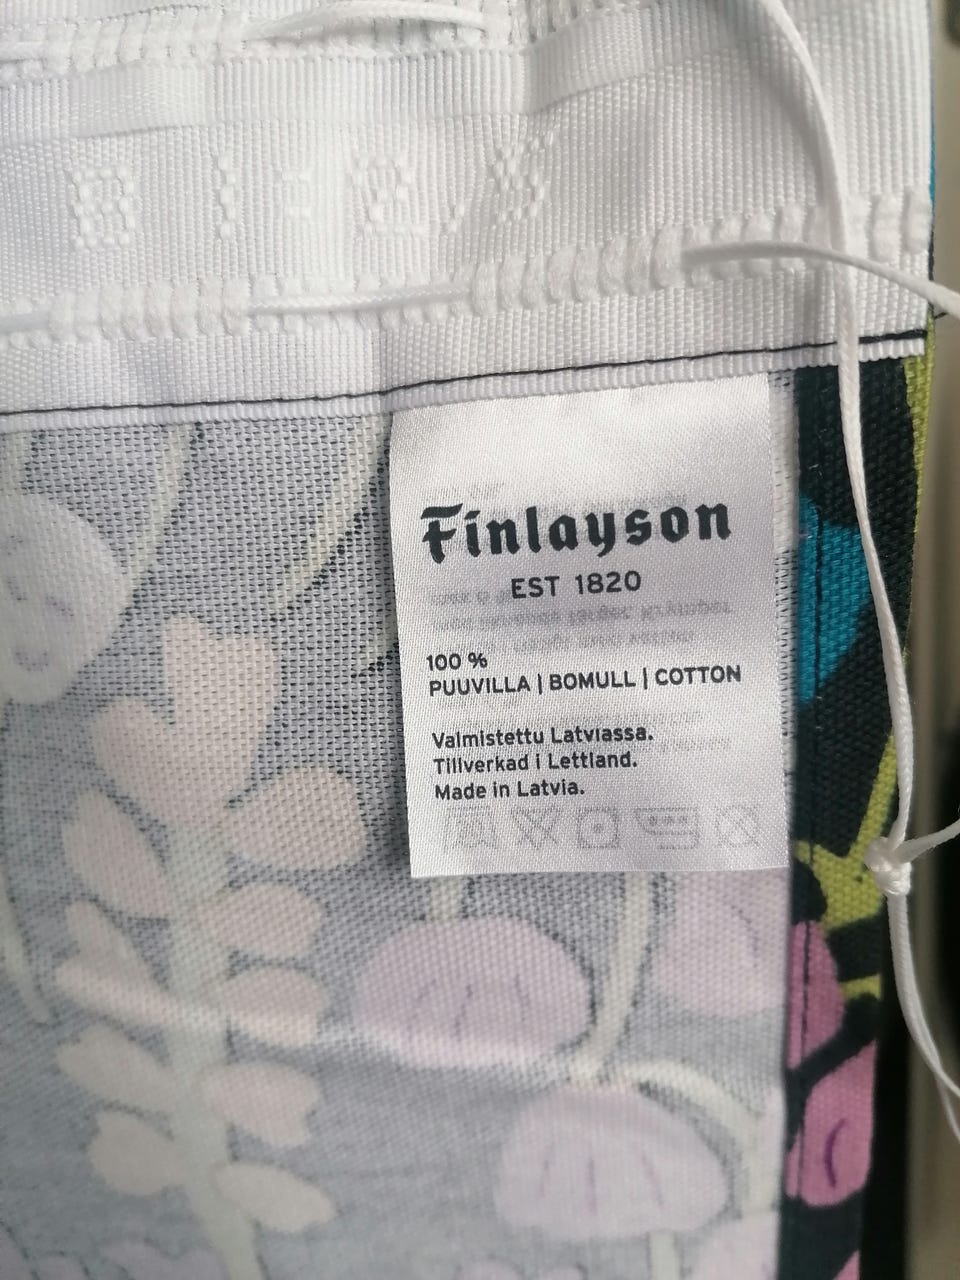 Finlayson
EST 1820
100 %
PUUVILLA | BOMULL | COTTON
Valmistettu Latviassa.
Tillverkad i Lettland.
Made in Latvia.